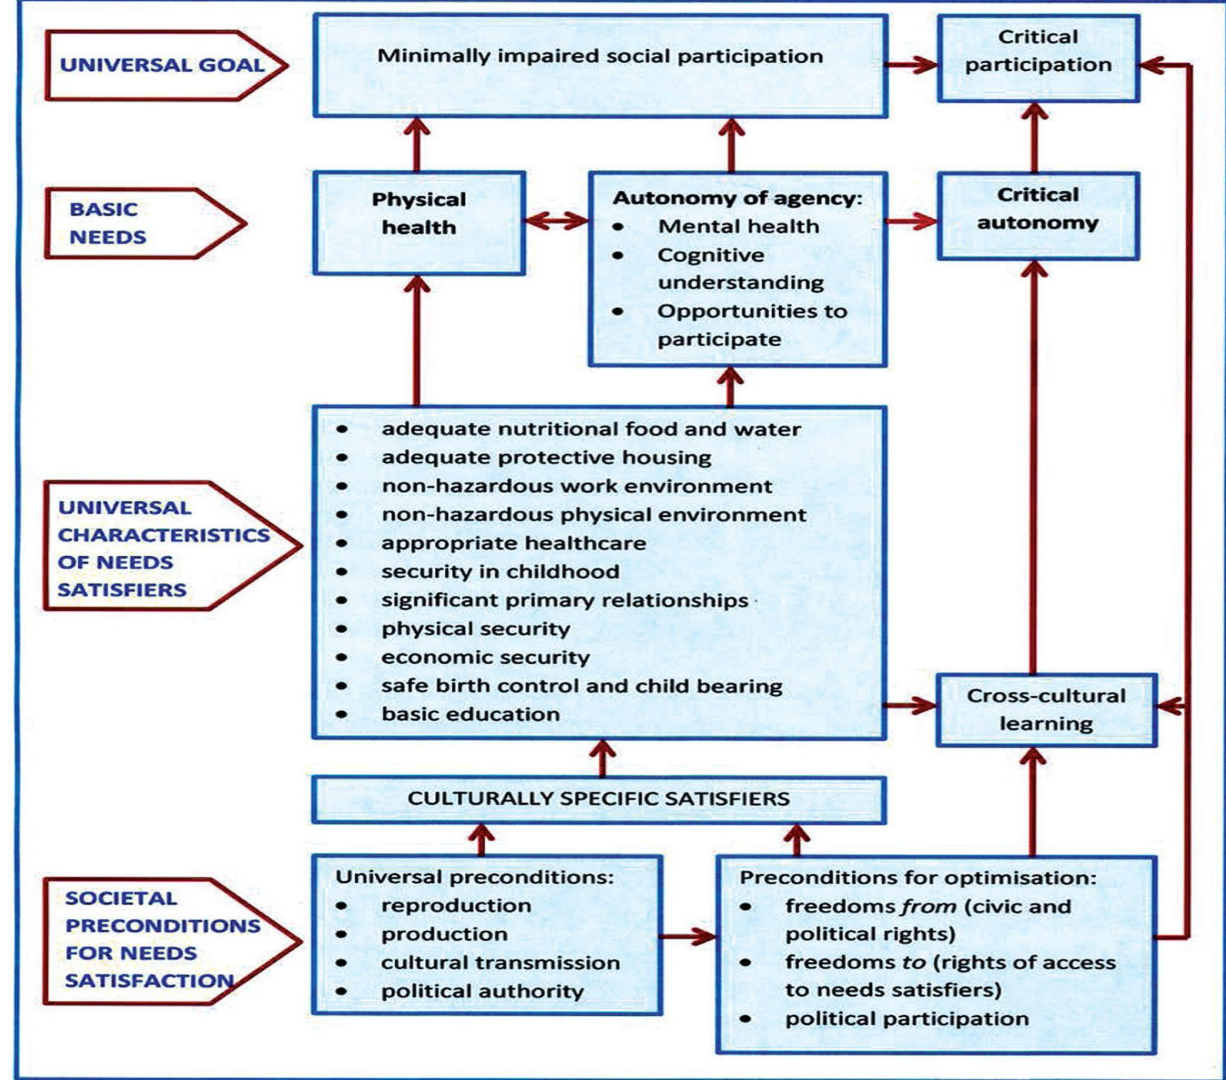 UNIVERSAL GOAL
Minimally impaired social participation
Critical
participation
BASIC
NEEDS
Physical
health
Autonomy of agency:
• Mental health
• Cognitive
understanding
• Opportunities to
participate
Critical
autonomy
UNIVERSAL
CHARACTERISTICS
OF NEEDS
SATISFIERS
• adequate nutritional food and water
• adequate protective housing
• non-hazardous work environment
• non-hazardous physical environment
• appropriate healthcare
• security in childhood
• significant primary relationships
• physical security
• economic security
• safe birth control and child bearing
• basic education
Cross-cultural
learning
CULTURALLY SPECIFIC SATISFIERS
SOCIETAL
PRECONDITIONS
FOR NEEDS
SATISFACTION
Universal preconditions:
• reproduction
• production
• cultural transmission
• political authority
Preconditions for optimisation:
• freedoms from (civic and
political rights)
• freedoms to (rights of access
to needs satisfiers)
• political participation